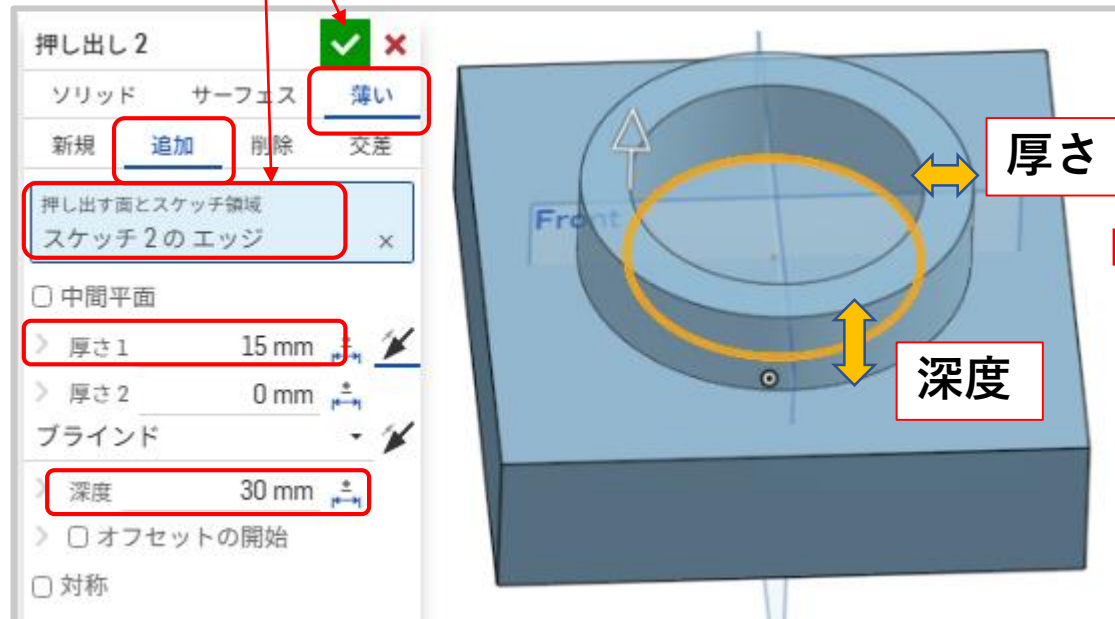 押し出し 2
ソリッド サーフェス 薄い
新規 追加 削除 交差
押し出す面とスケッチ領域
スケッチ 2 の エッジ ×
中間平面
厚さ 1 15 mm
厚さ 2 0 mm
ブラインド
深度 30 mm
オフセットの開始
対称
Front
厚さ
深度